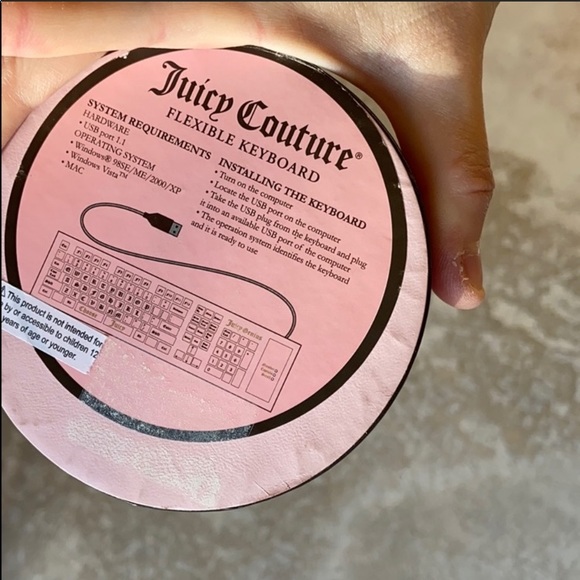 Juicy Couture®
FLEXIBLE KEYBOARD
SYSTEM REQUIREMENTS
HARDWARE
• USB port 1.1
OPERATING SYSTEM
• Windows® 98SE/ME/2000/XP
• Windows Vista™
• MAC
INSTALLING THE KEYBOARD
• Turn on the computer
• Locate the USB port on the computer
• Take the USB plug from the keyboard and plug
it into an available USB port of the computer
• The operation system identifies the keyboard
and it is ready to use
Juicy Genius
Choose Juicy
⚠ This product is not intended for
by or accessible to children 12
years of age or younger.